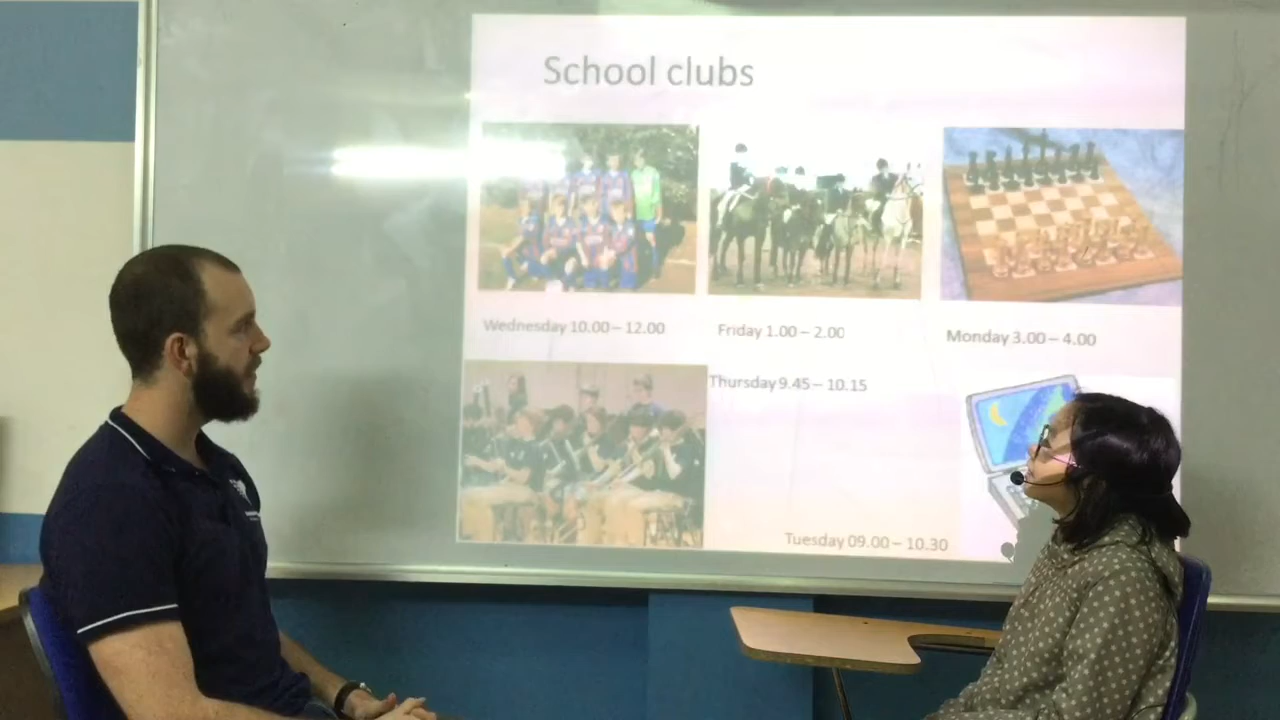 School clubs
Wednesday 10.00 – 12.00
Friday 1.00 – 2.00
Monday 3.00 – 4.00
Thursday 9.45 – 10.15
Tuesday 09.00 – 10.30